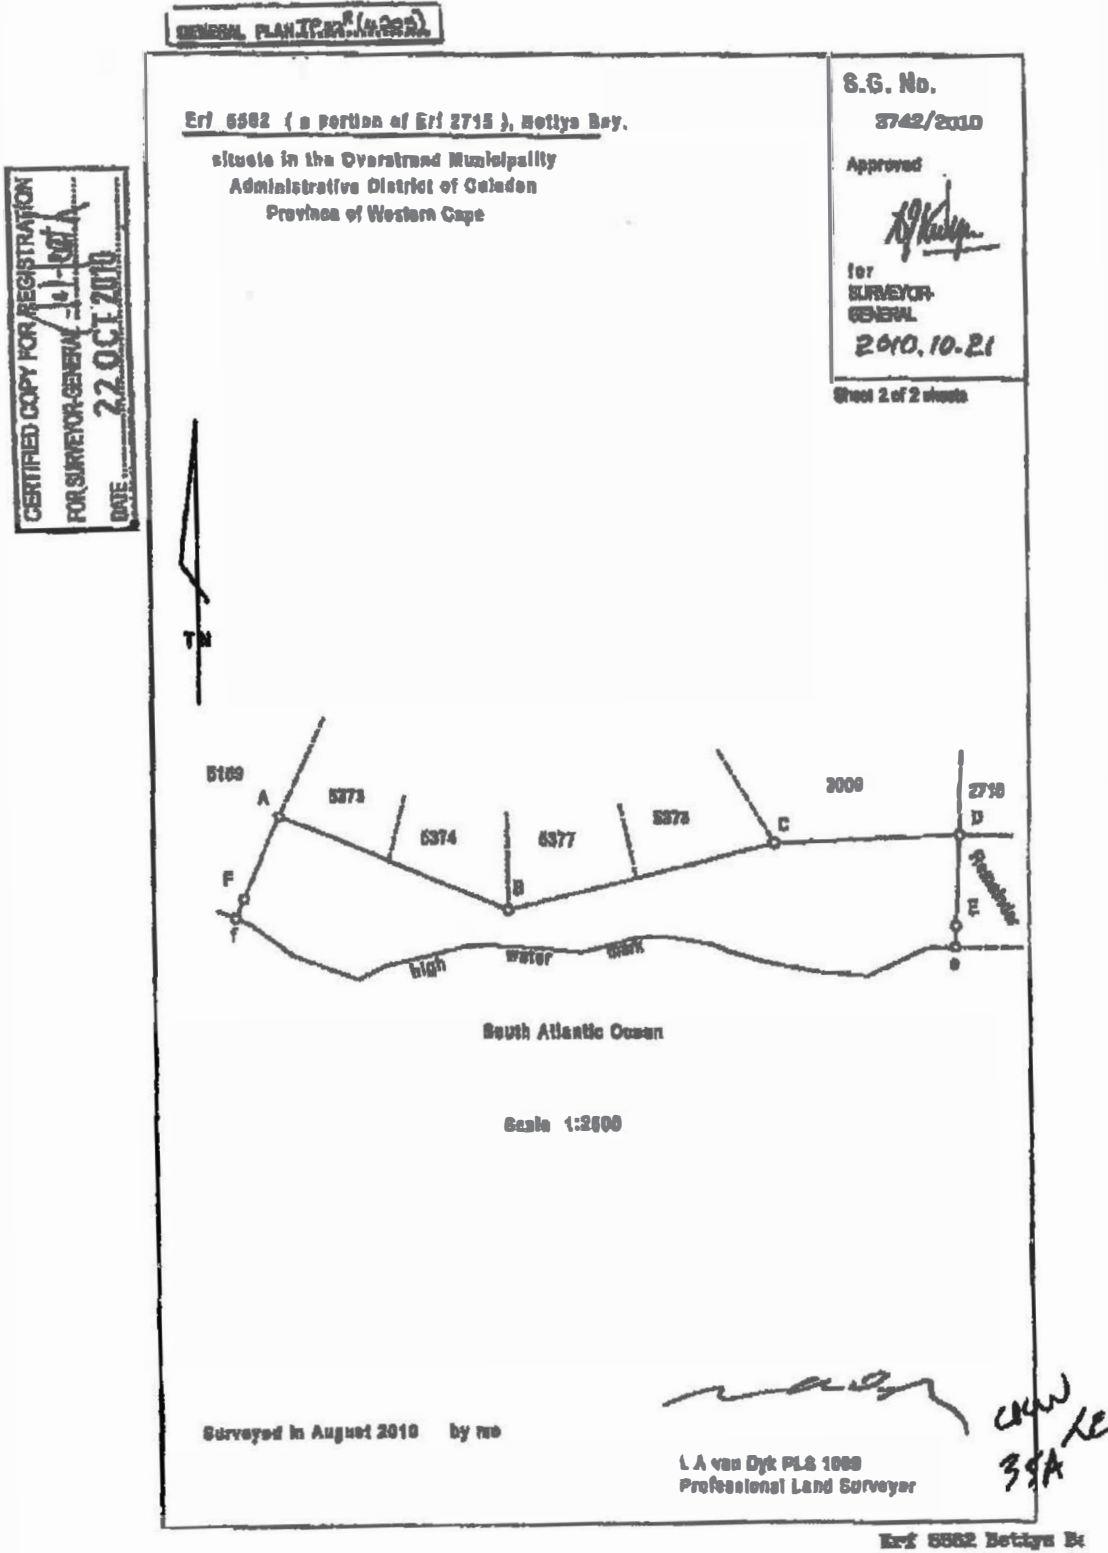 GENERAL PLAN
S.G. No.
3742/2010
Approved
for
SURVEYOR-
GENERAL
2010.10.21
Sheet 2 of 2 sheets
Erf 5562 ( a portion of Erf 2715 ), Bettys Bay.
situate in the Overstrand Municipality
Administrative District of Caledon
Province of Western Cape
CERTIFIED COPY FOR REGISTRATION
FOR SURVEYOR-GENERAL
DATE 22 OCT 2010
TN
5169
A
5373
5374
B
5377
C
2715
D
Remainder
F
f
E
e
high water mark
South Atlantic Ocean
Scale 1:2500
Surveyed in August 2010 by me
A van Dyk PLS
Professional Land Surveyor
Erf 5562 Bettys